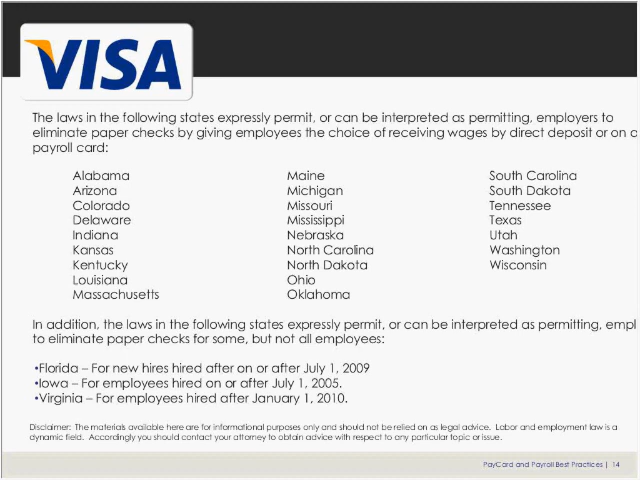 VISA
The laws in the following states expressly permit, or can be interpreted as permitting, employers to
eliminate paper checks by giving employees the choice of receiving wages by direct deposit or on a
payroll card:
Alabama
Arizona
Colorado
Delaware
Indiana
Kansas
Kentucky
Louisiana
Massachusetts
Maine
Michigan
Missouri
Mississippi
Nebraska
North Carolina
North Dakota
Ohio
Oklahoma
South Carolina
South Dakota
Tennessee
Texas
Utah
Washington
Wisconsin
In addition, the laws in the following states expressly permit, or can be interpreted as permitting, empl
to eliminate paper checks for some, but not all employees:
•Florida – For new hires hired after on or after July 1, 2009
•Iowa – For employees hired on or after July 1, 2005.
•Virginia – For employees hired after January 1, 2010.
Disclaimer: The materials available here are for informational purposes only and should not be relied on as legal advice. Labor and employment law is a
dynamic field. Accordingly you should contact your attorney to obtain advice with respect to any particular topic or issue.
PayCard and Payroll Best Practices | 14